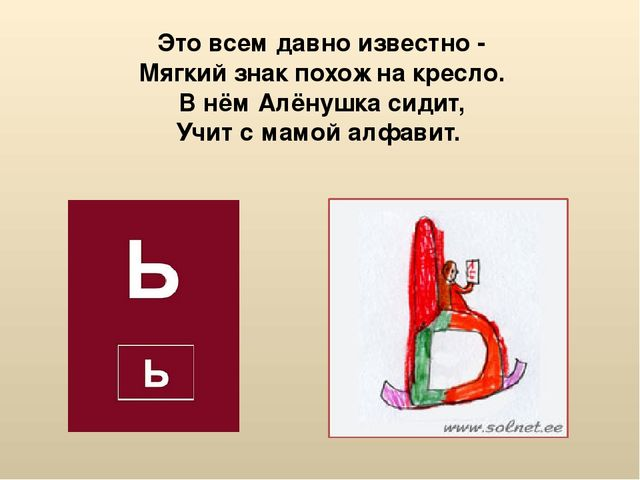 Это всем давно известно -
Мягкий знак похож на кресло.
В нём Алёнушка сидит,
Учит с мамой алфавит.
Ь
Ь
www.solnet.ee